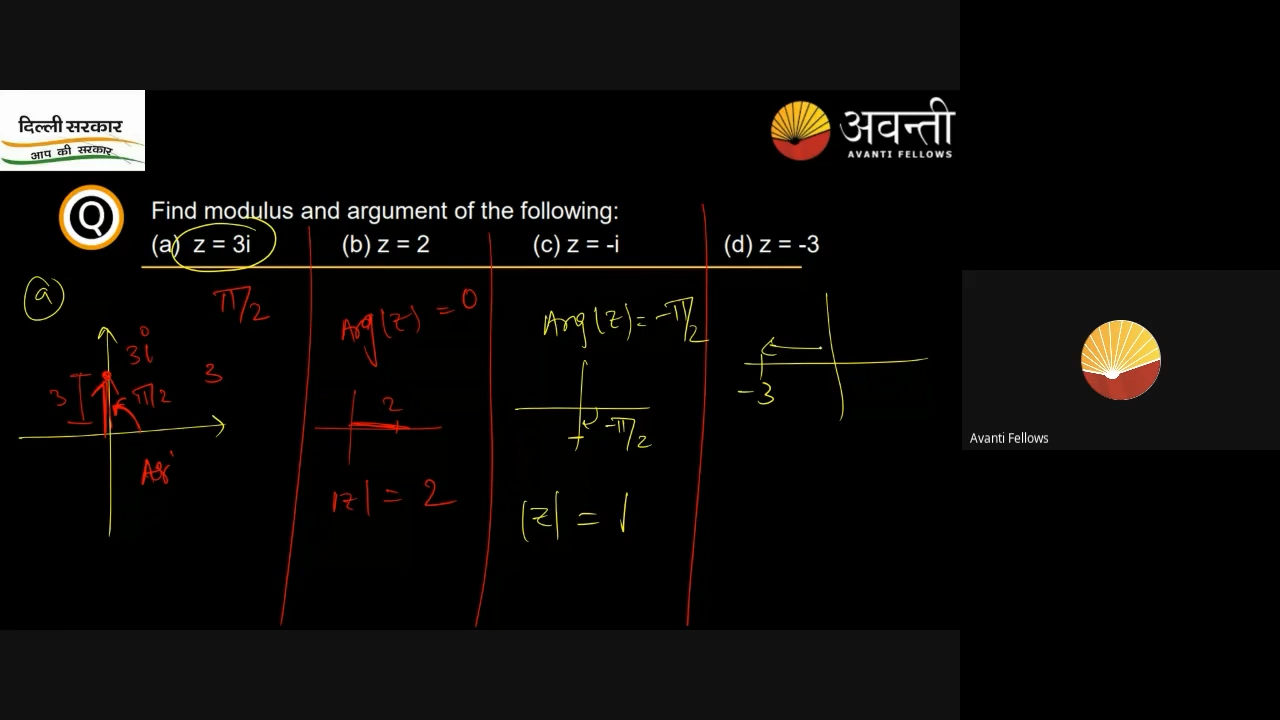 दिल्ली सरकार
आप की सरकार
अवन्ती
AVANTI FELLOWS
Q
Find modulus and argument of the following:
(a) z = 3i (b) z = 2 (c) z = -i (d) z = -3
a
π/2
3i
3
3
π/2
Arg(z) = 0
2
|z| = 2
Arg(z) = -π/2
-π/2
|z| = 1
-3
Avanti Fellows